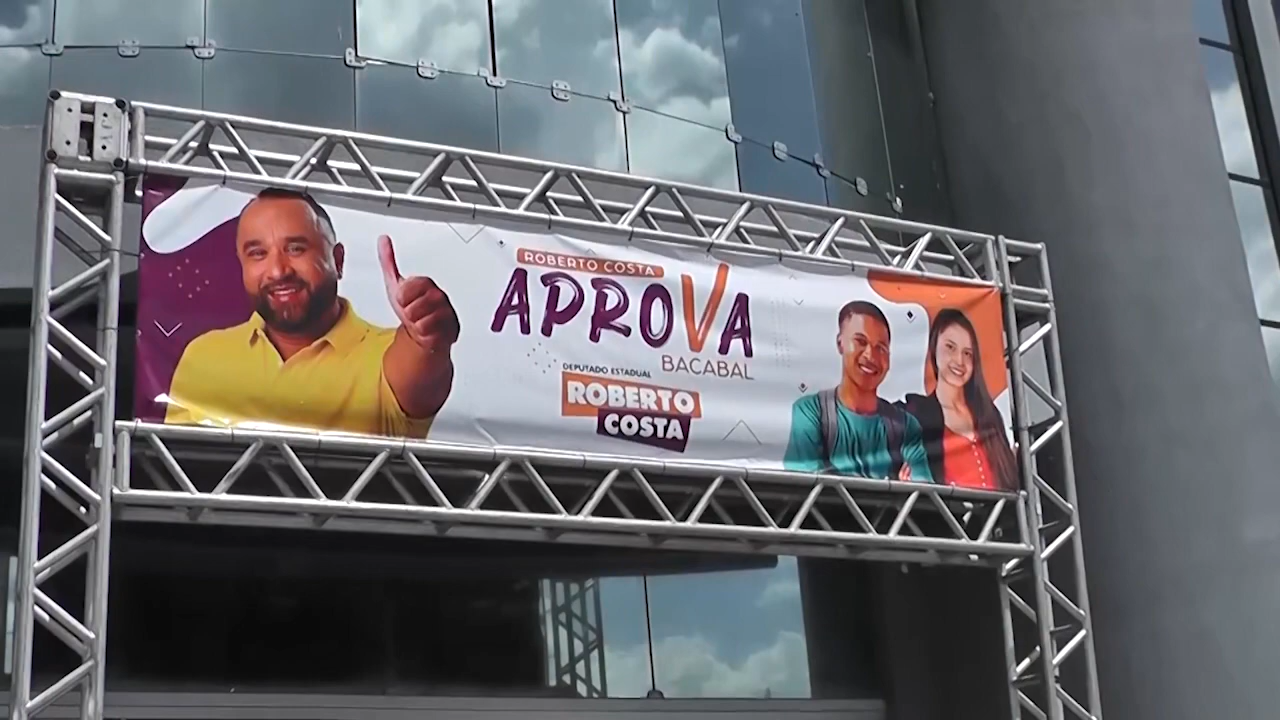 ROBERTO COSTA
APROVA
BACABAL
DEPUTADO ESTADUAL
ROBERTO
COSTA